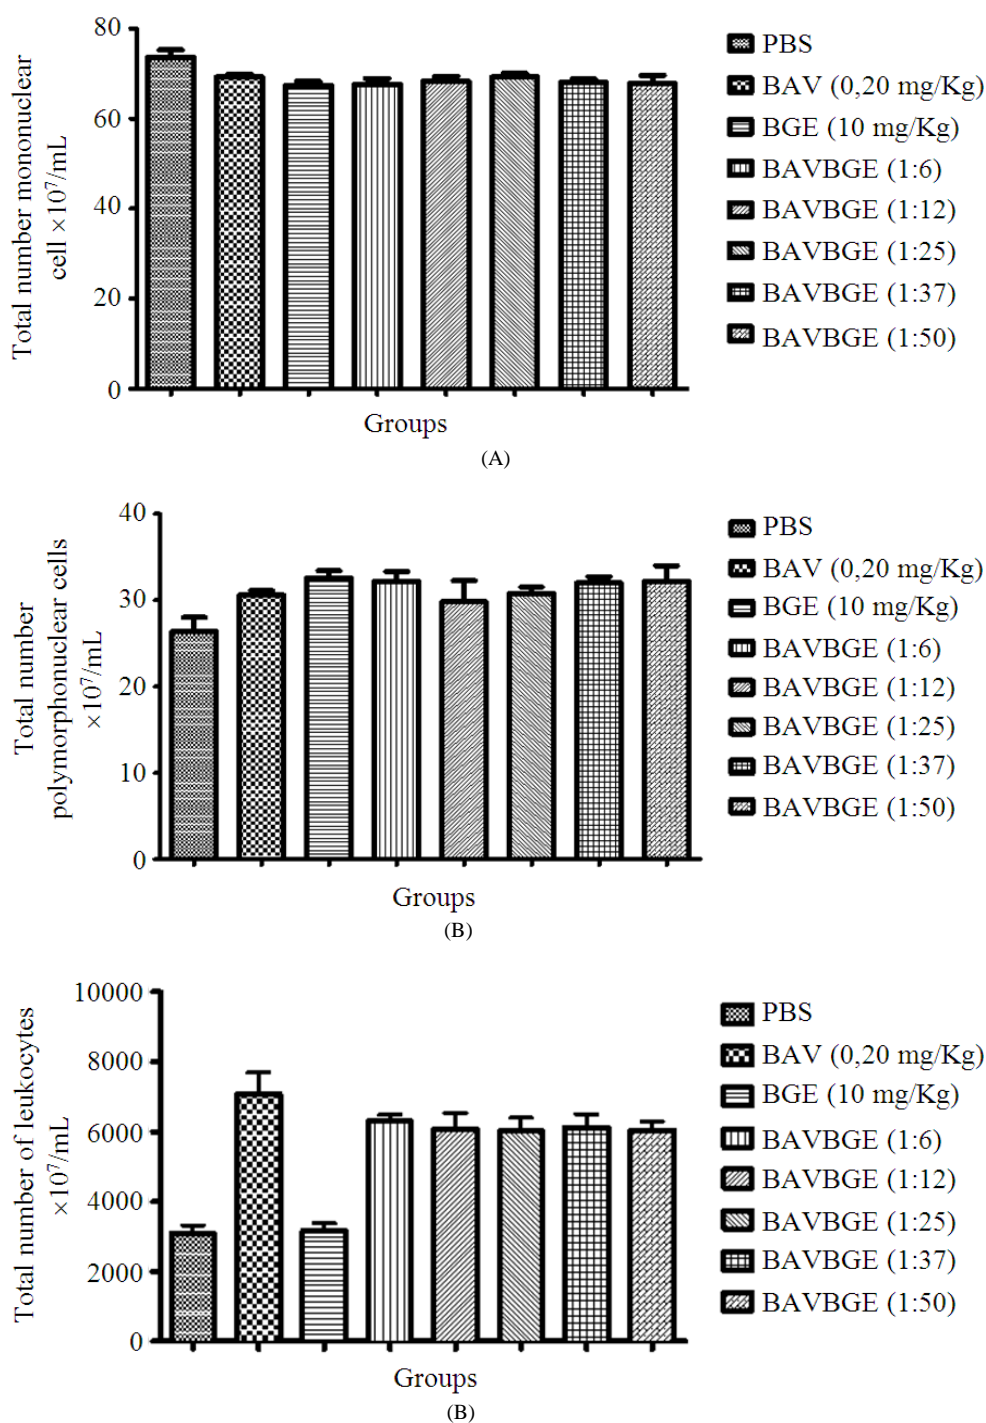 Total number mononuclear
cell ×10⁷/mL
80
60
40
20
0
Groups
PBS
BAV (0,20 mg/Kg)
BGE (10 mg/Kg)
BAVBGE (1:6)
BAVBGE (1:12)
BAVBGE (1:25)
BAVBGE (1:37)
BAVBGE (1:50)
(A)
Total number
polymorphonuclear cells
×10⁷/mL
40
30
20
10
0
Groups
PBS
BAV (0,20 mg/Kg)
BGE (10 mg/Kg)
BAVBGE (1:6)
BAVBGE (1:12)
BAVBGE (1:25)
BAVBGE (1:37)
BAVBGE (1:50)
(B)
Total number of leukocytes
×10⁷/mL
10000
8000
6000
4000
2000
0
Groups
PBS
BAV (0,20 mg/Kg)
BGE (10 mg/Kg)
BAVBGE (1:6)
BAVBGE (1:12)
BAVBGE (1:25)
BAVBGE (1:37)
BAVBGE (1:50)
(B)